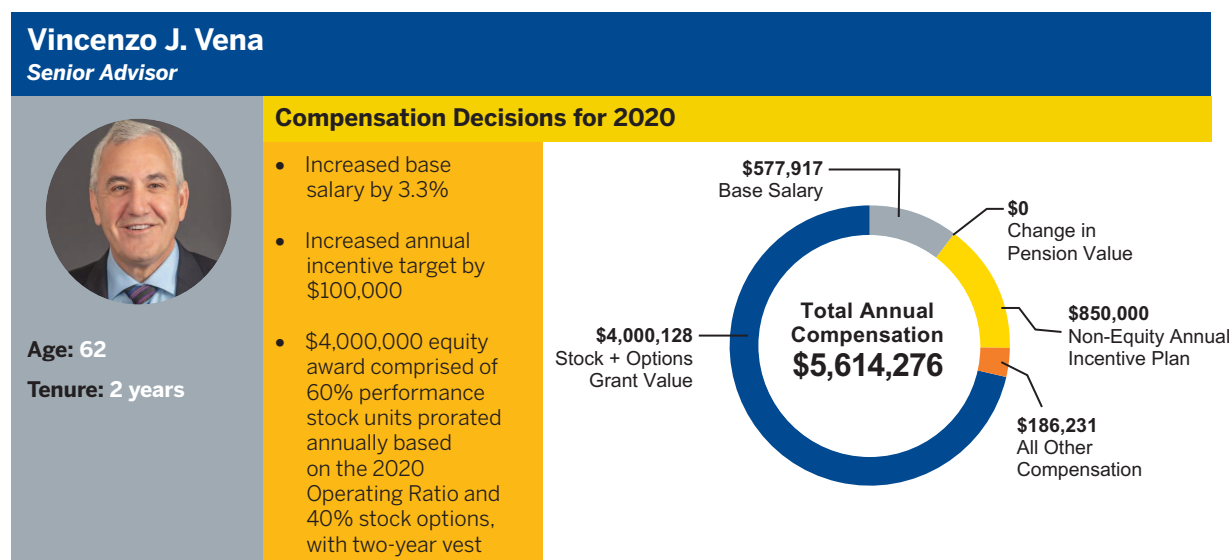 Vincenzo J. Vena
Senior Advisor
Compensation Decisions for 2020
Age: 62
Tenure: 2 years
• Increased base
salary by 3.3%
• Increased annual
incentive target by
$100,000
• $4,000,000 equity
award comprised of
60% performance
stock units prorated
annually based
on the 2020
Operating Ratio and
40% stock options,
with two-year vest
$577,917
Base Salary
$0
Change in
Pension Value
$850,000
Non-Equity Annual
Incentive Plan
$186,231
All Other
Compensation
$4,000,128
Stock + Options
Grant Value
Total Annual
Compensation
$5,614,276